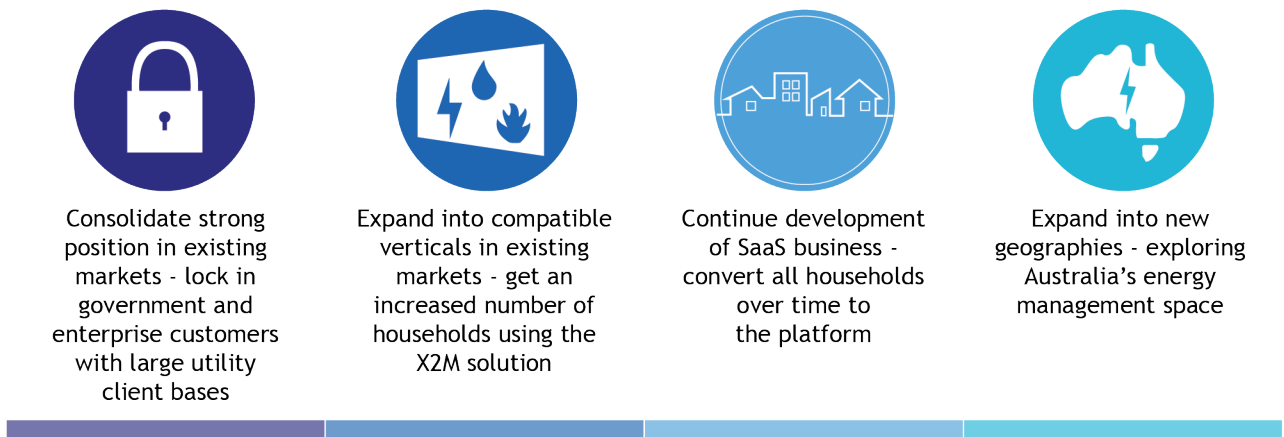 Consolidate strong
position in existing
markets - lock in
government and
enterprise customers
with large utility
client bases
Expand into compatible
verticals in existing
markets - get an
increased number of
households using the
X2M solution
Continue development
of SaaS business -
convert all households
over time to
the platform
Expand into new
geographies - exploring
Australia’s energy
management space